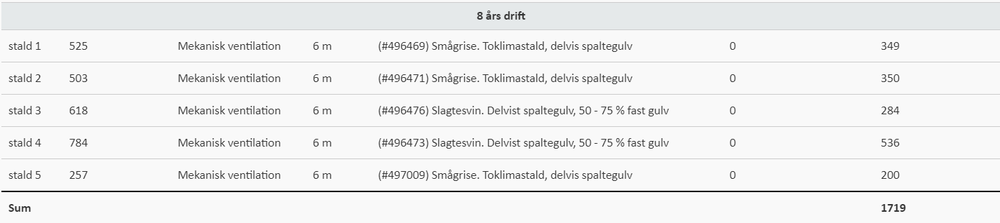 8 års drift
stald 1 525 Mekanisk ventilation 6 m (#496469) Smågrise. Toklimastald, delvis spaltegulv 0 349
stald 2 503 Mekanisk ventilation 6 m (#496471) Smågrise. Toklimastald, delvis spaltegulv 0 350
stald 3 618 Mekanisk ventilation 6 m (#496476) Slagtesvin. Delvist spaltegulv, 50 - 75 % fast gulv 0 284
stald 4 784 Mekanisk ventilation 6 m (#496473) Slagtesvin. Delvist spaltegulv, 50 - 75 % fast gulv 0 536
stald 5 257 Mekanisk ventilation 6 m (#497009) Smågrise. Toklimastald, delvis spaltegulv 0 200
Sum 1719